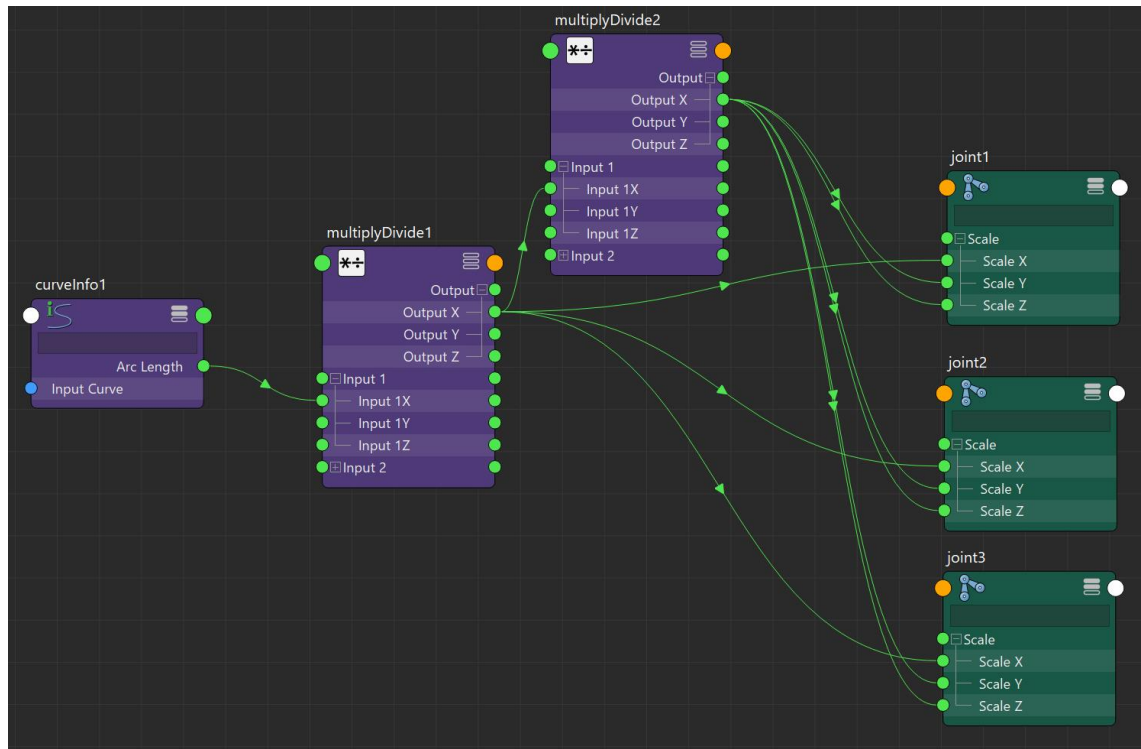 multiplyDivide2
Output
Output X
Output Y
Output Z
Input 1
Input 1X
Input 1Y
Input 1Z
Input 2
multiplyDivide1
Output
Output X
Output Y
Output Z
Input 1
Input 1X
Input 1Y
Input 1Z
Input 2
curveInfo1
Arc Length
Input Curve
joint1
Scale
Scale X
Scale Y
Scale Z
joint2
Scale
Scale X
Scale Y
Scale Z
joint3
Scale
Scale X
Scale Y
Scale Z